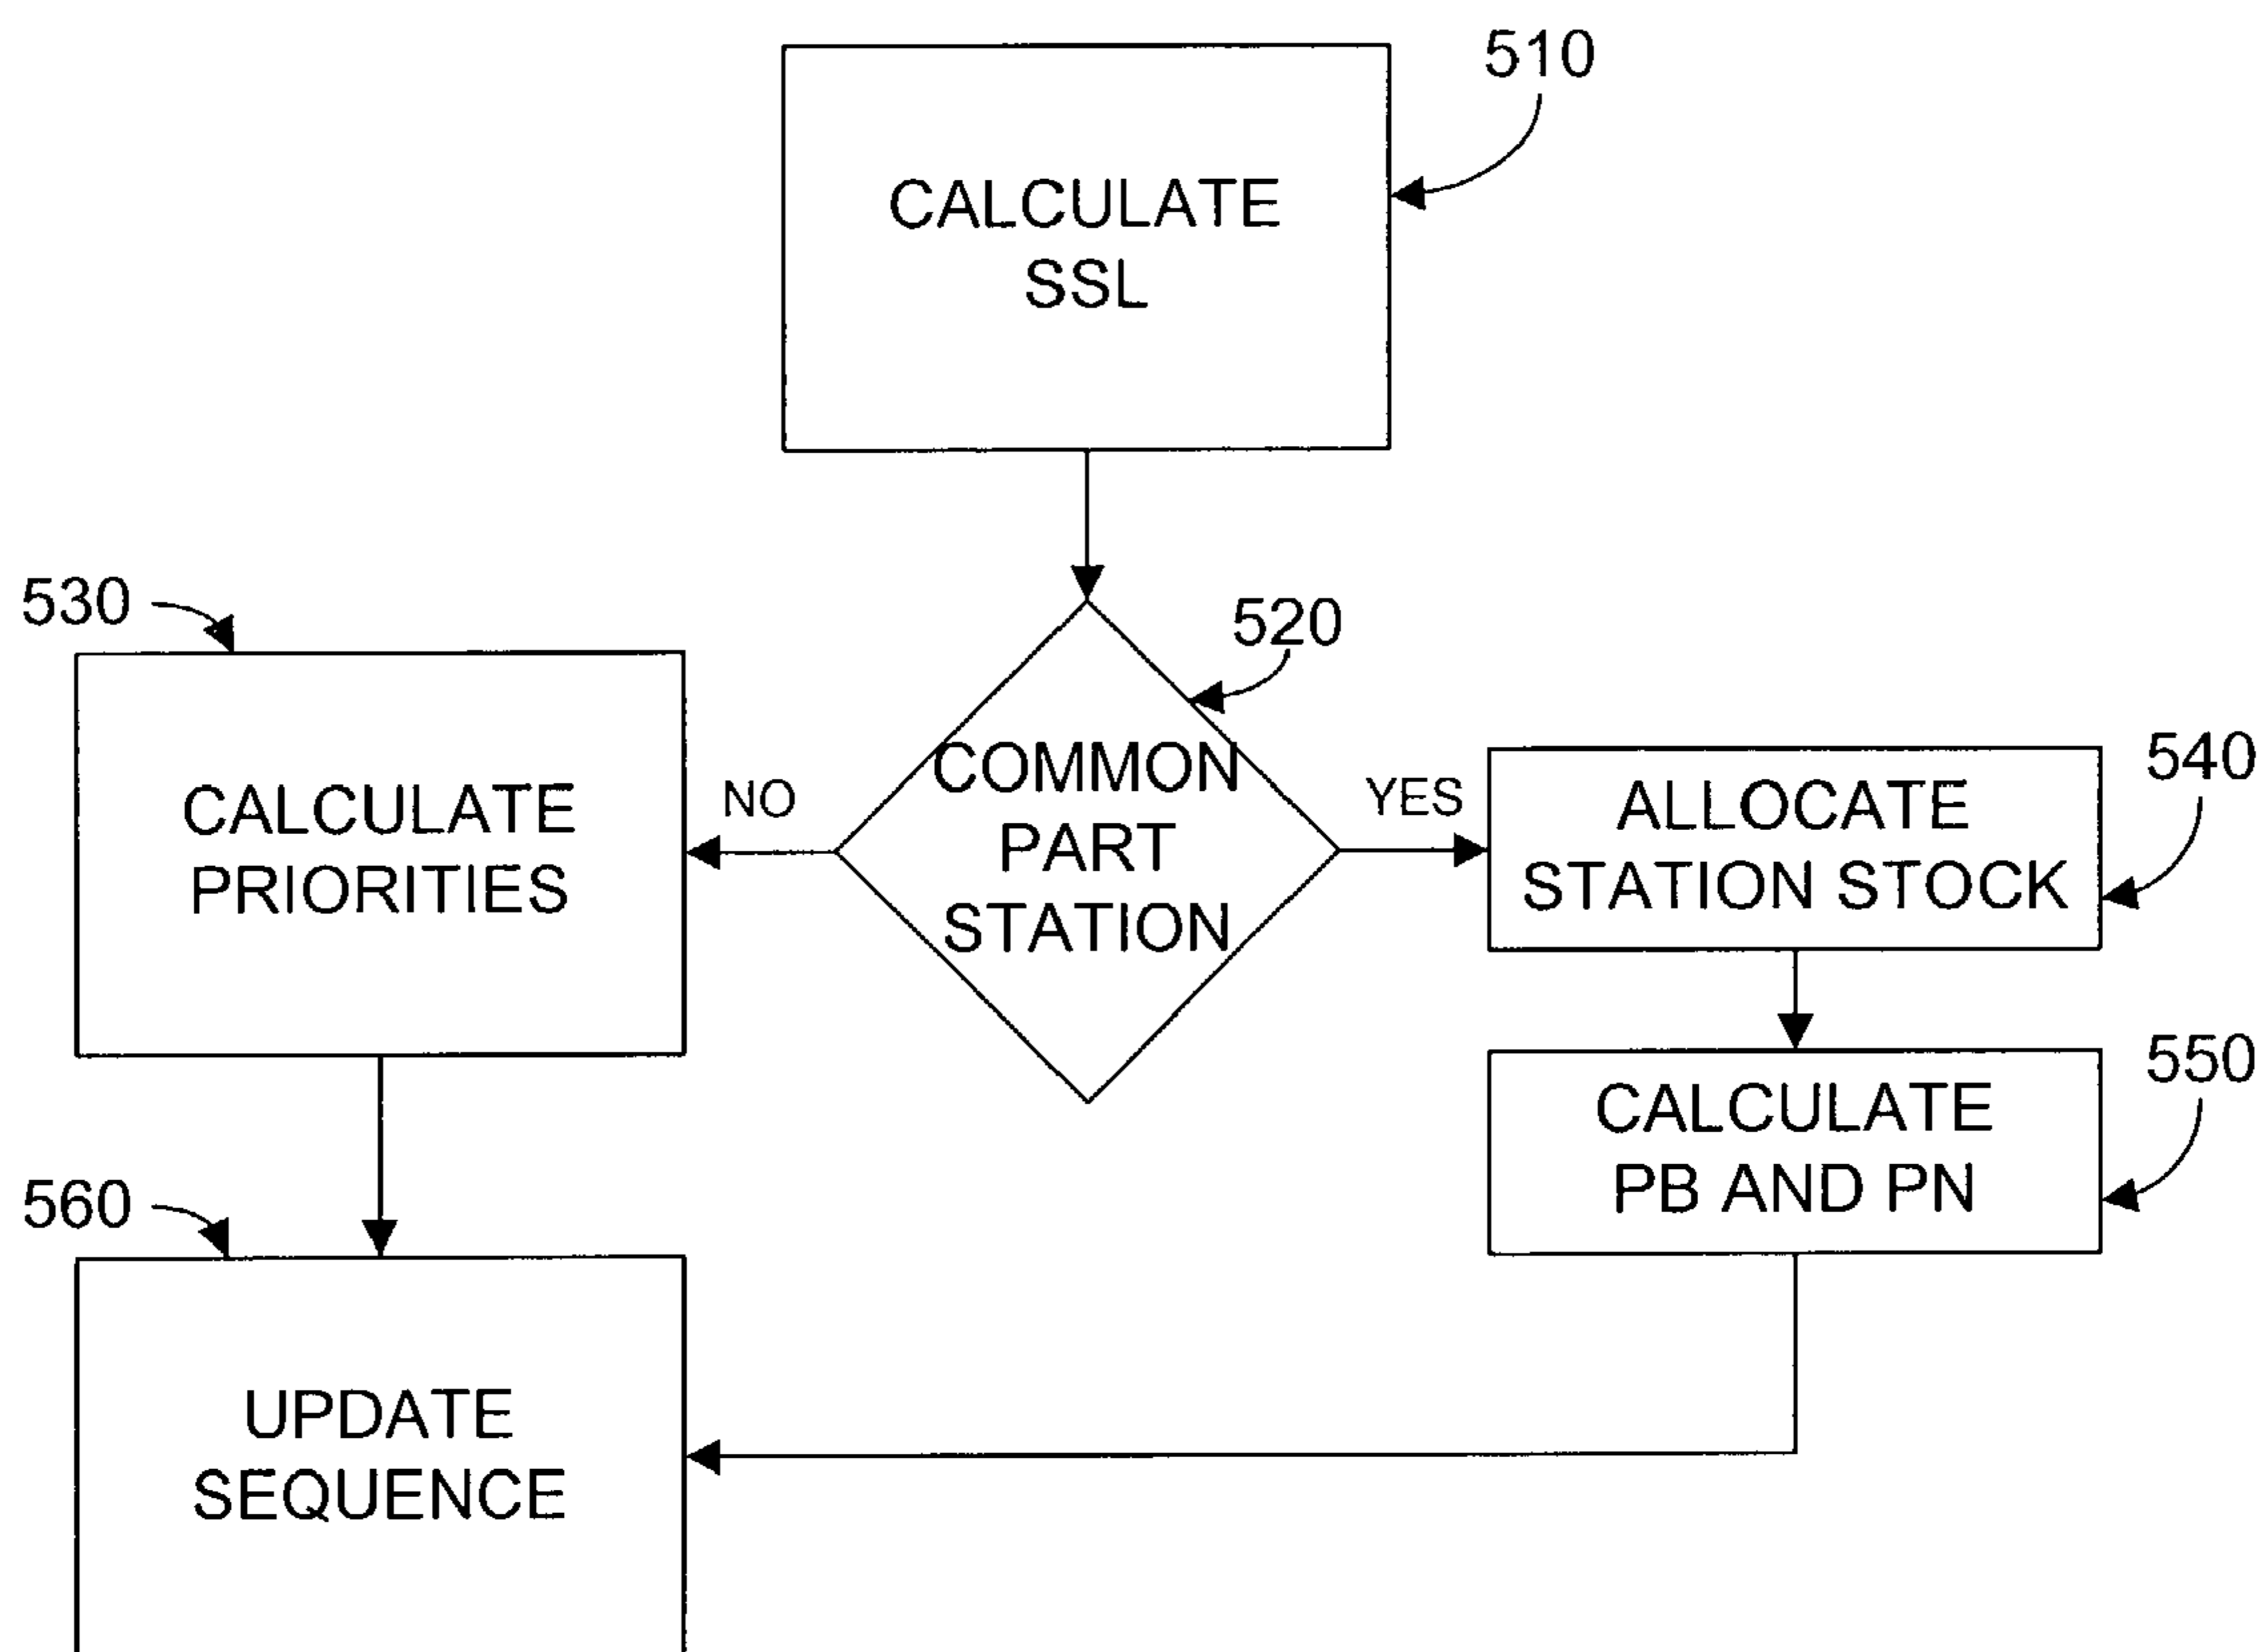 510
CALCULATE
SSL
530
520
COMMON
PART
STATION
NO
YES
CALCULATE
PRIORITIES
540
ALLOCATE
STATION STOCK
550
CALCULATE
PB AND PN
560
UPDATE
SEQUENCE